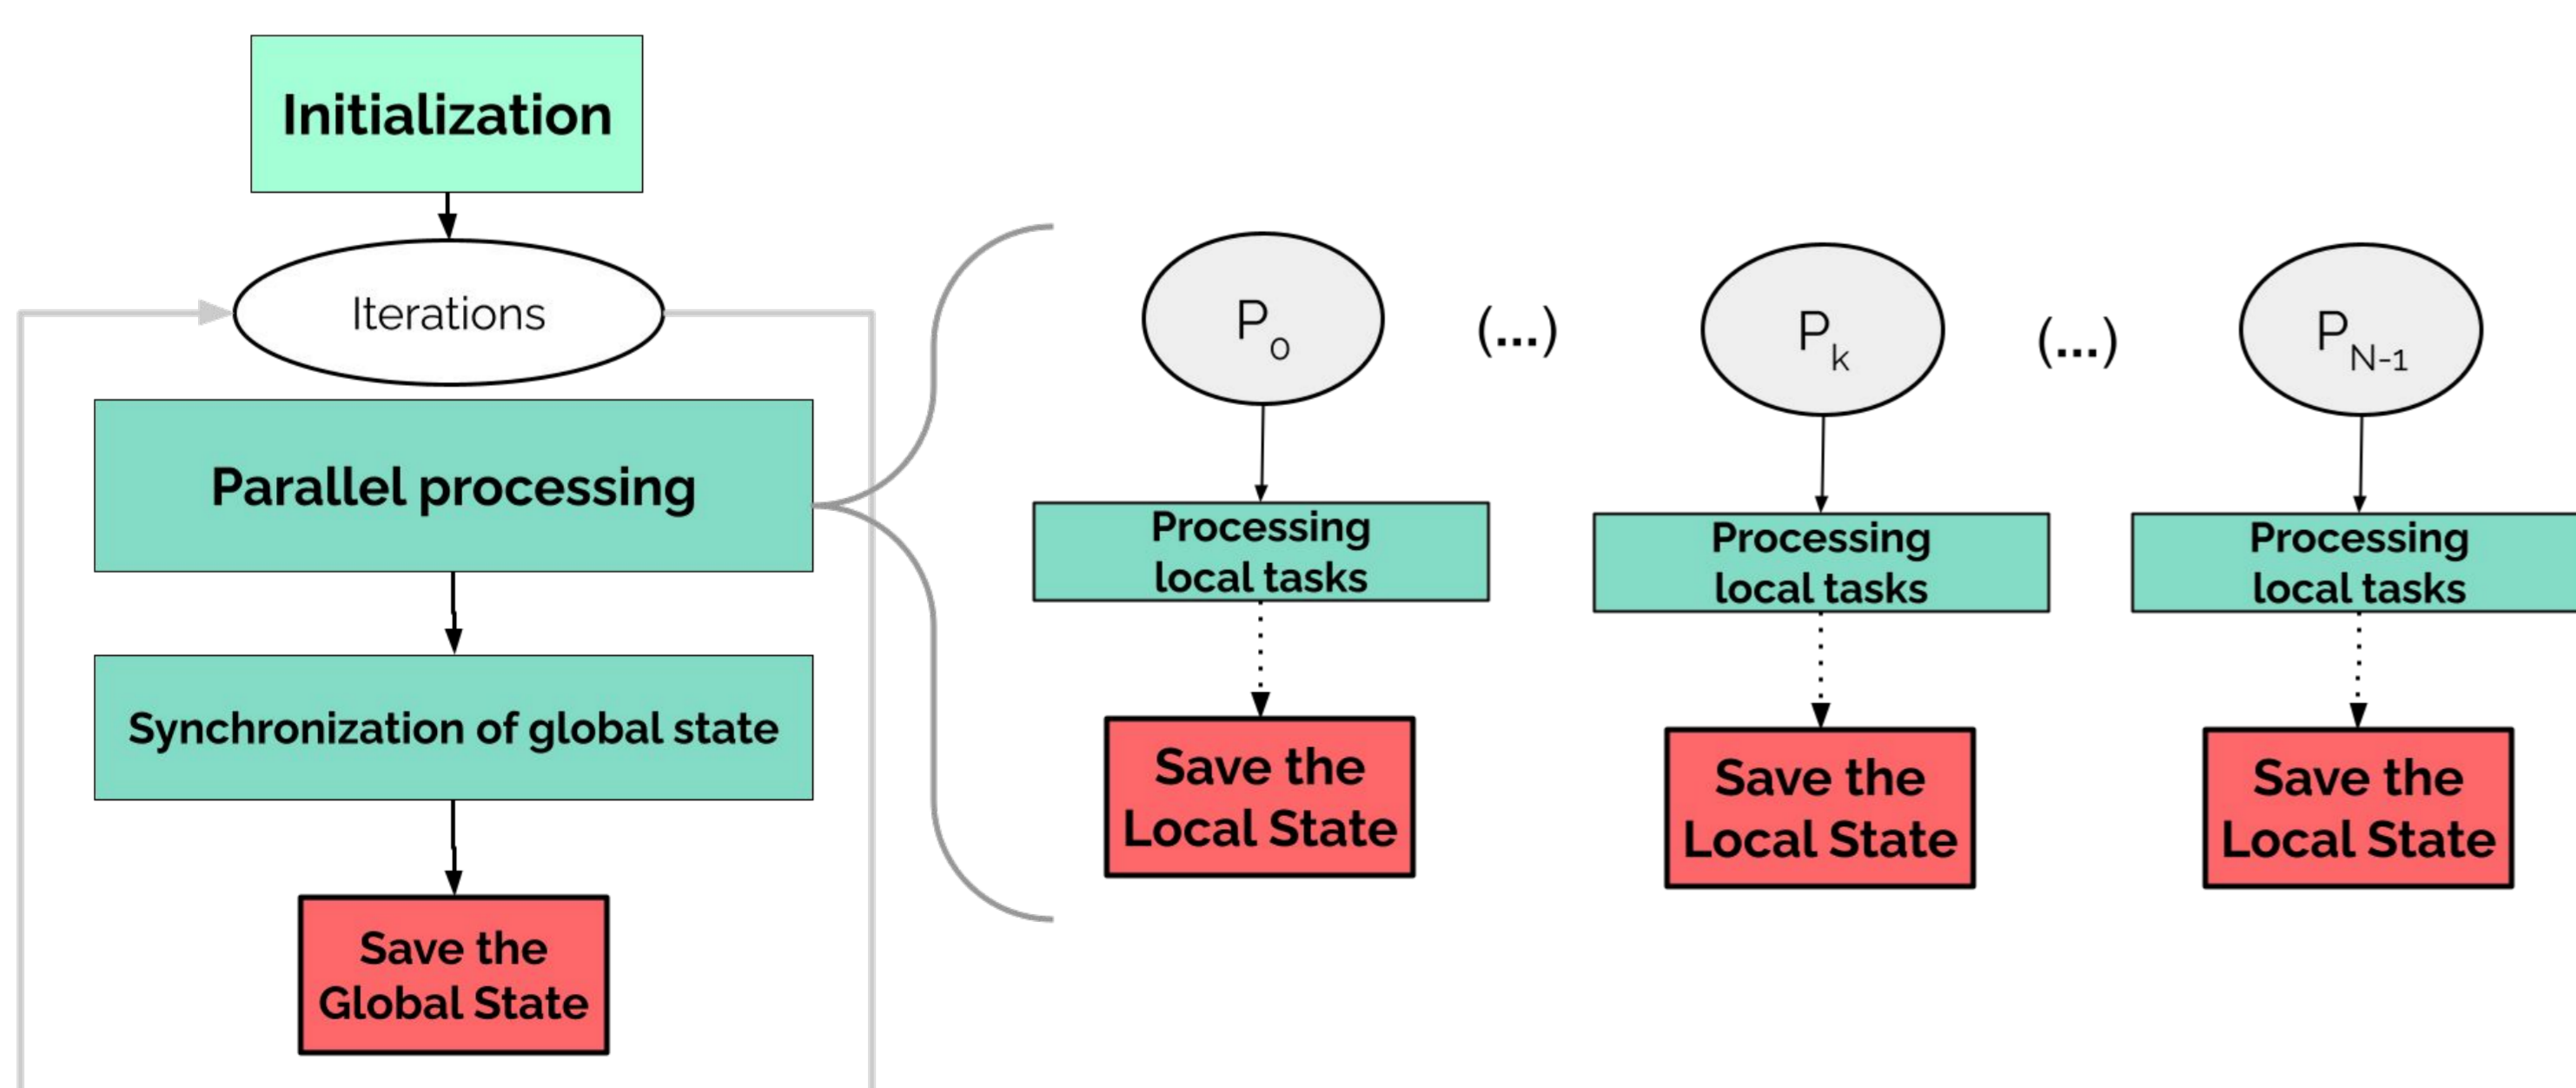 Initialization
Iterations
Parallel processing
Synchronization of global state
Save the
Global State
P0
(...)
Pk
(...)
PN-1
Processing
local tasks
Processing
local tasks
Processing
local tasks
Save the
Local State
Save the
Local State
Save the
Local State